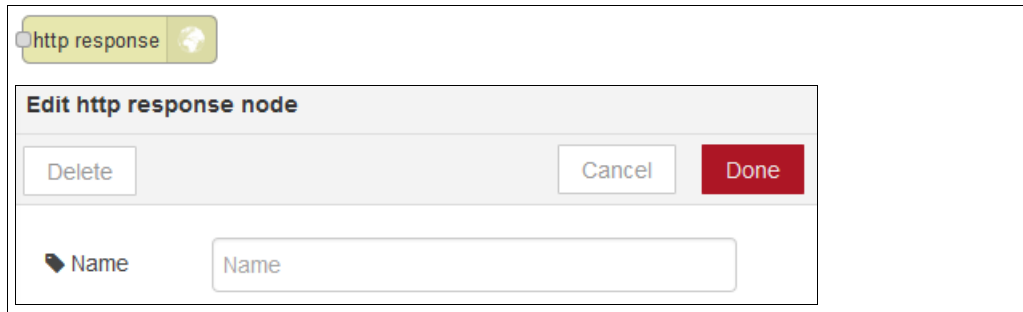 http response
Edit http response node
Delete Cancel Done
Name Name